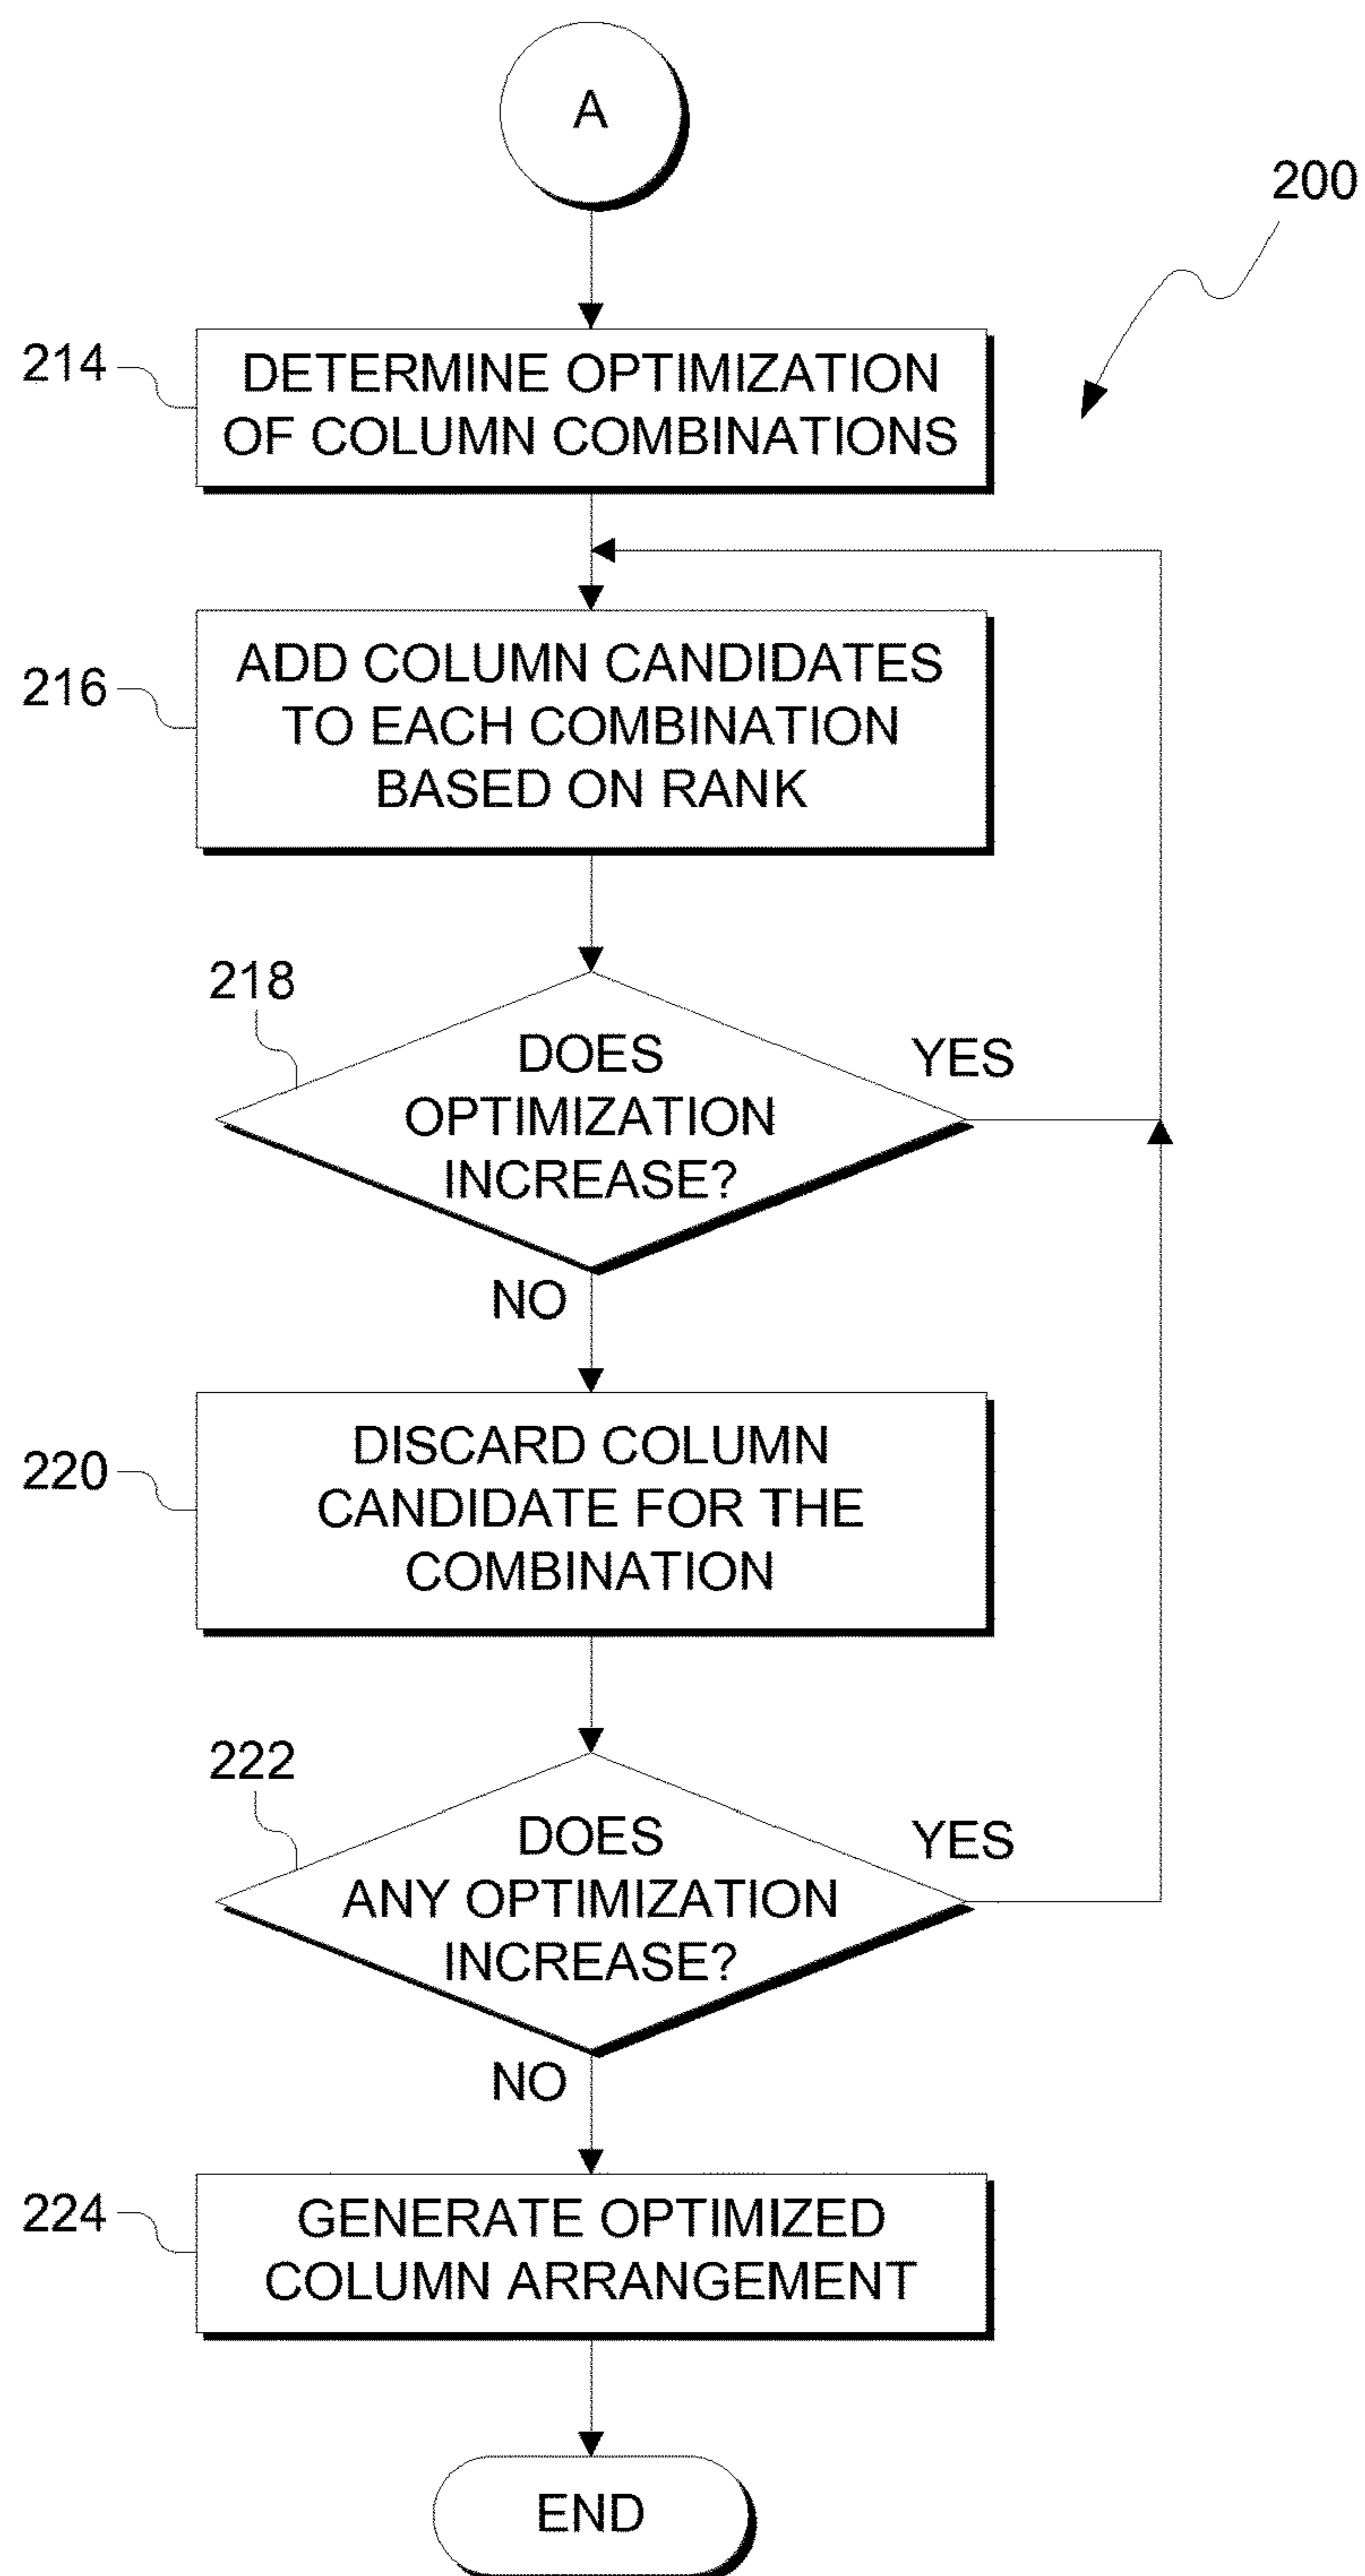 A
200
214
DETERMINE OPTIMIZATION
OF COLUMN COMBINATIONS
216
ADD COLUMN CANDIDATES
TO EACH COMBINATION
BASED ON RANK
218
DOES
OPTIMIZATION
INCREASE?
YES
NO
220
DISCARD COLUMN
CANDIDATE FOR THE
COMBINATION
222
DOES
ANY OPTIMIZATION
INCREASE?
YES
NO
224
GENERATE OPTIMIZED
COLUMN ARRANGEMENT
END